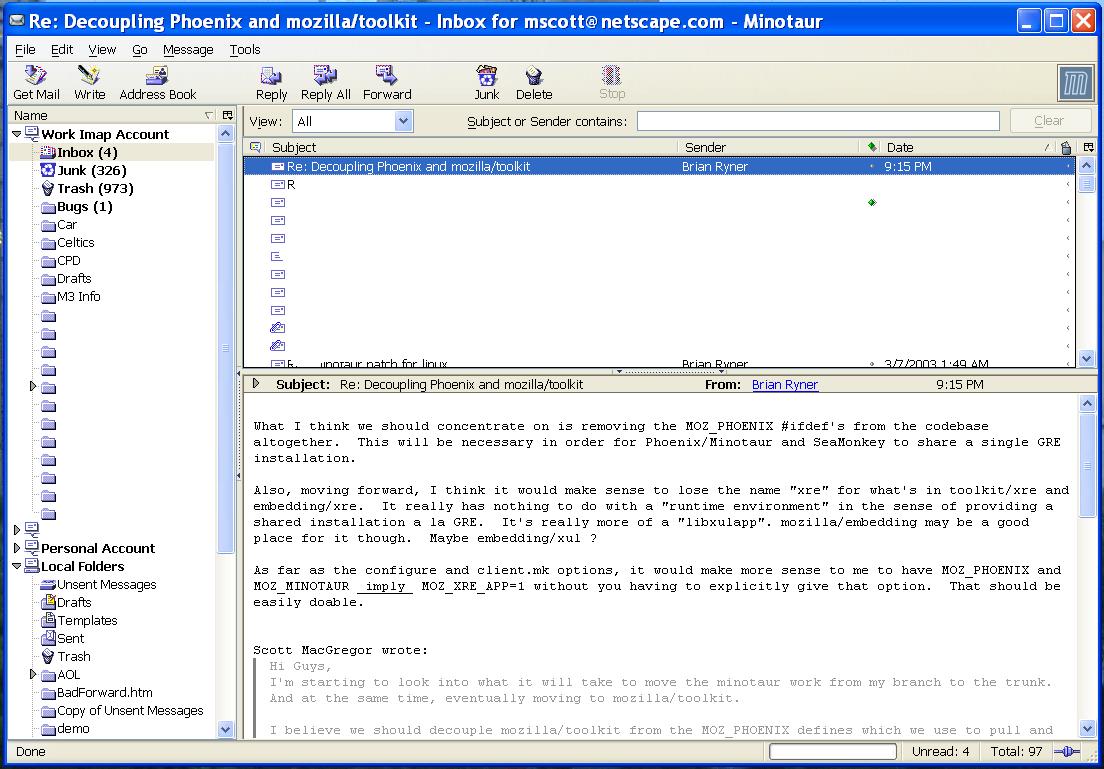 Re: Decoupling Phoenix and mozilla/toolkit - Inbox for mscott@netscape.com - Minotaur
File Edit View Go Message Tools
Get Mail Write Address Book Reply Reply All Forward Junk Delete Stop
Name
Work Imap Account
Inbox (4)
Junk (326)
Trash (973)
Bugs (1)
Car
Celtics
CPD
Drafts
M3 Info
Personal Account
Local Folders
Unsent Messages
Drafts
Templates
Sent
Trash
AOL
BadForward.htm
Copy of Unsent Messages
demo
View: All Subject or Sender contains: Clear
Subject Sender Date
Re: Decoupling Phoenix and mozilla/toolkit Brian Ryner 9:15 PM
R
patch for linux Brian Ryner 3/7/2003 1:49 AM
Subject: Re: Decoupling Phoenix and mozilla/toolkit From: Brian Ryner 9:15 PM
What I think we should concentrate on is removing the MOZ_PHOENIX #ifdef's from the codebase
altogether. This will be necessary in order for Phoenix/Minotaur and SeaMonkey to share a single GRE
installation.
Also, moving forward, I think it would make sense to lose the name "xre" for what's in toolkit/xre and
embedding/xre. It really has nothing to do with a "runtime environment" in the sense of providing a
shared installation a la GRE. It's really more of a "libxulapp". mozilla/embedding may be a good
place for it though. Maybe embedding/xul ?
As far as the configure and client.mk options, it would make more sense to me to have MOZ_PHOENIX and
MOZ_MINOTAUR _imply_ MOZ_XRE_APP=1 without you having to explicitly give that option. That should be
easily doable.
Scott MacGregor wrote:
Hi Guys,
I'm starting to look into what it will take to move the minotaur work from my branch to the trunk.
And at the same time, eventually moving to mozilla/toolkit.
I believe we should decouple mozilla/toolkit from the MOZ_PHOENIX defines which we use to pull and
Done Unread: 4 Total: 97